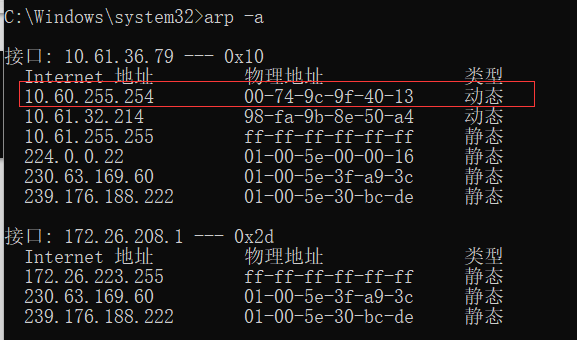 C:\Windows\system32>arp -a
接口: 10.61.36.79 --- 0x10
Internet 地址 物理地址 类型
10.60.255.254 00-74-9c-9f-40-13 动态
10.61.32.214 98-fa-9b-8e-50-a4 动态
10.61.255.255 ff-ff-ff-ff-ff-ff 静态
224.0.0.22 01-00-5e-00-00-16 静态
230.63.169.60 01-00-5e-3f-a9-3c 静态
239.176.188.222 01-00-5e-30-bc-de 静态
接口: 172.26.208.1 --- 0x2d
Internet 地址 物理地址 类型
172.26.223.255 ff-ff-ff-ff-ff-ff 静态
230.63.169.60 01-00-5e-3f-a9-3c 静态
239.176.188.222 01-00-5e-30-bc-de 静态